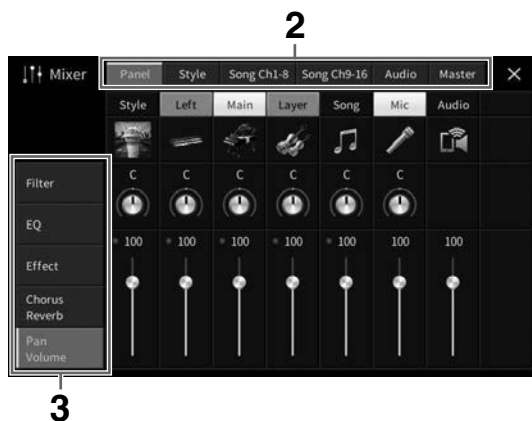 2
Mixer
Panel Style Song Ch1-8 Song Ch9-16 Audio Master ×
Style Left Main Layer Song Mic Audio
C C C C C C
100 100 100 100 100 100 100
Filter
EQ
Effect
Chorus
Reverb
Pan
Volume
3